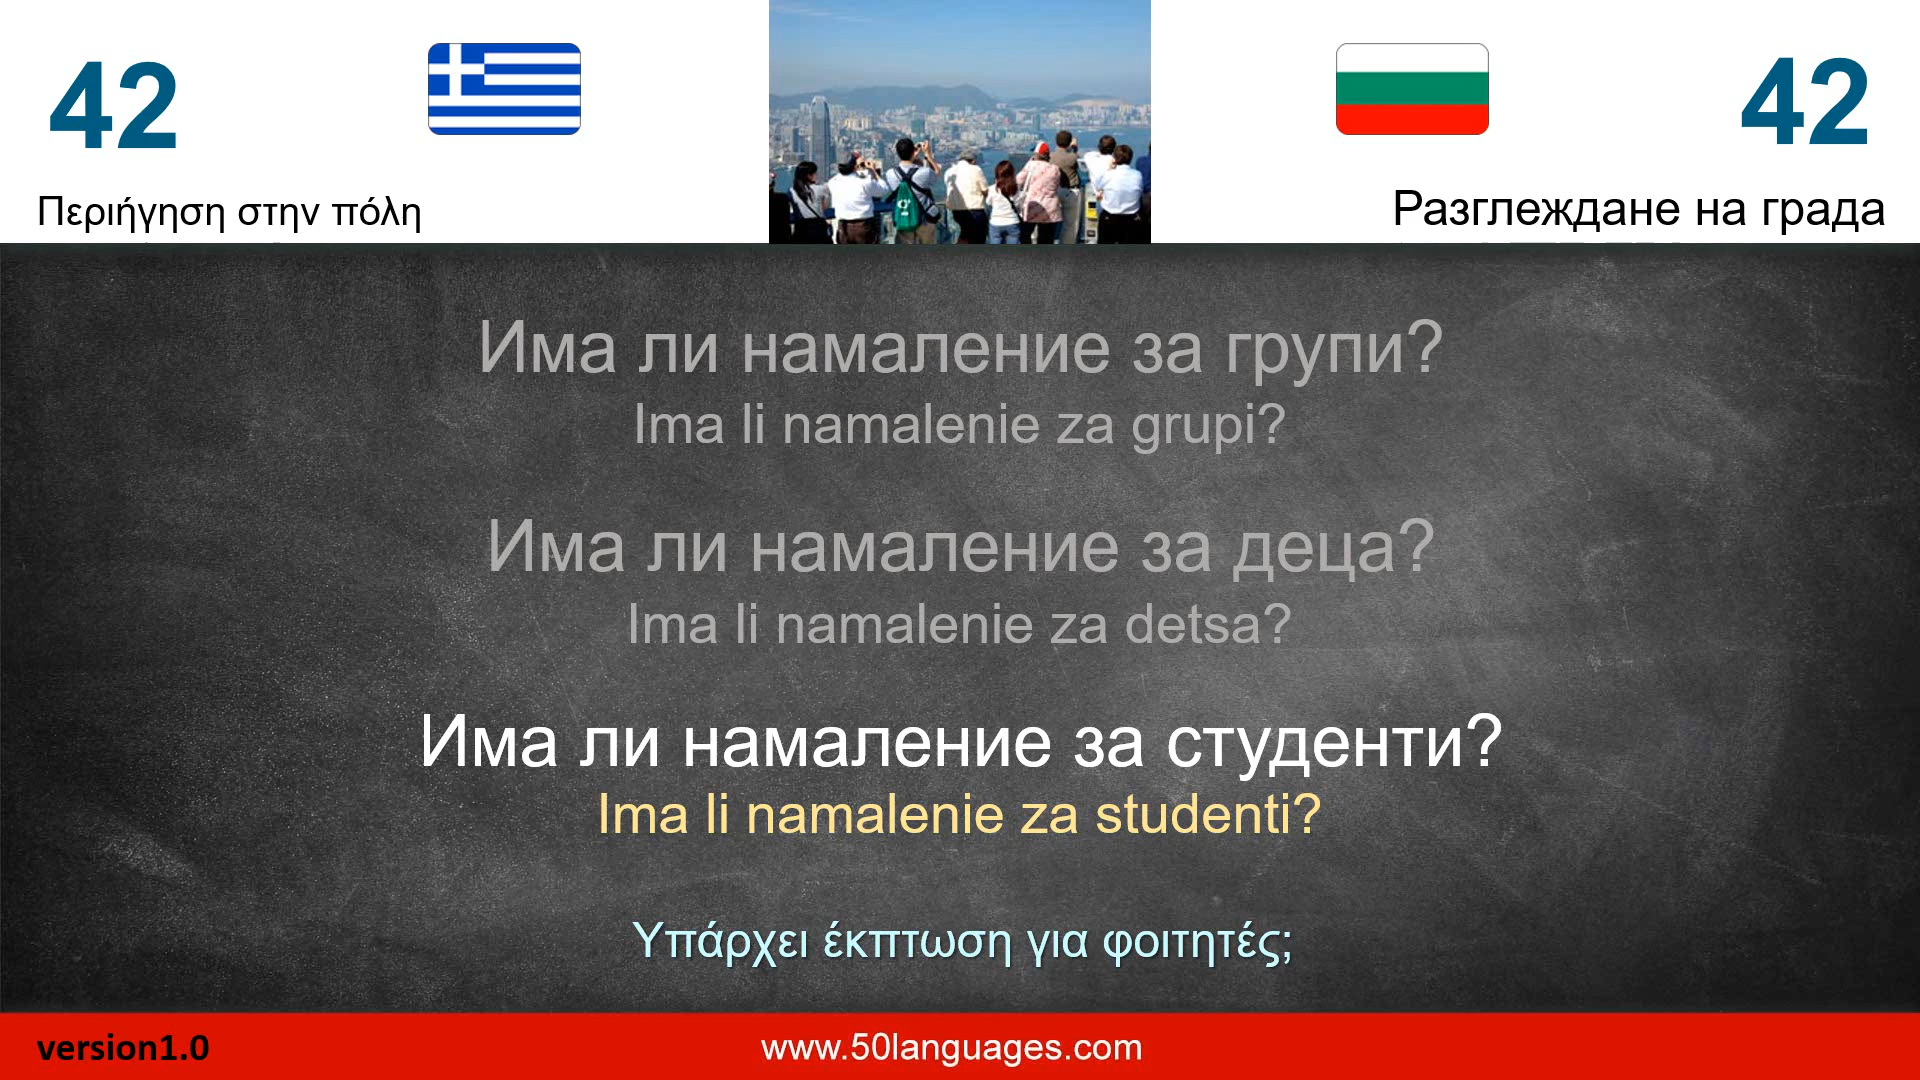 42
42
Περιήγηση στην πόλη
Разглеждане на града
Има ли намаление за групи?
Ima li namalenie za grupi?
Има ли намаление за деца?
Ima li namalenie za detsa?
Има ли намаление за студенти?
Ima li namalenie za studenti?
Υπάρχει έκπτωση για φοιτητές;
version1.0
www.50languages.com